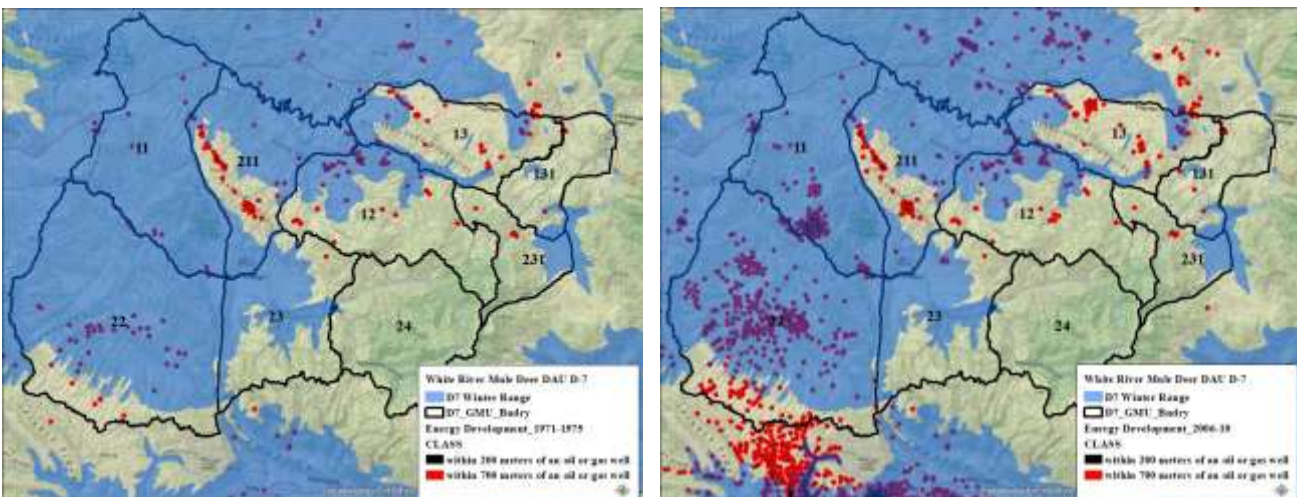 11
211
13
131
12
231
22
23
24
White River Mule Deer DAU D-7
D7 Winter Range
D7_GMU_Bndry
Energy Development_1971-1975
CLASS
within 200 meters of an oil or gas well
within 700 meters of an oil or gas well
11
211
13
131
12
231
22
23
24
White River Mule Deer DAU D-7
D7 Winter Range
D7_GMU_Bndry
Energy Development_2006-10
CLASS
within 200 meters of an oil or gas well
within 700 meters of an oil or gas well